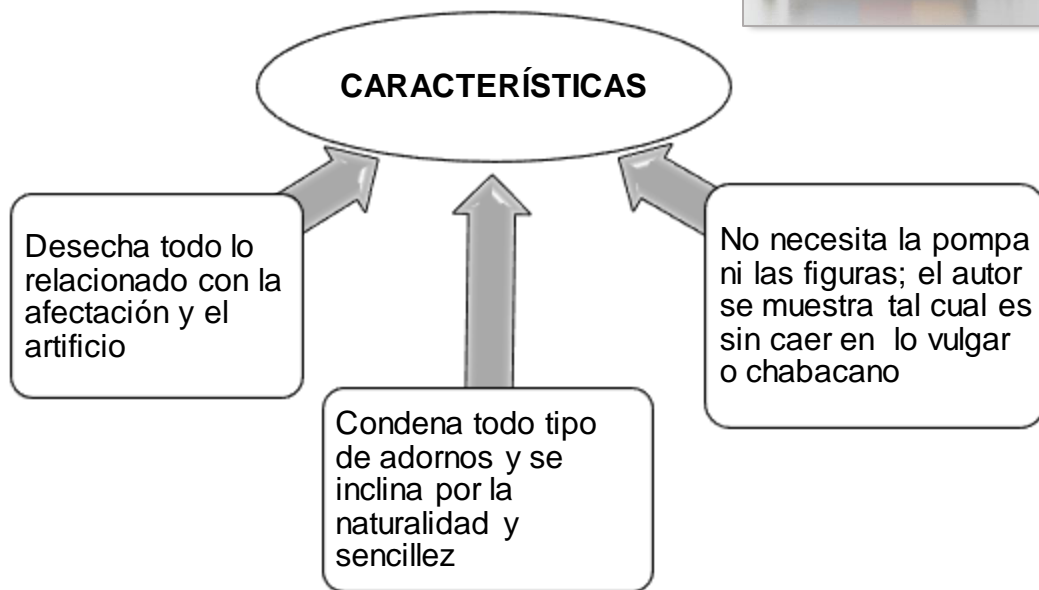 CARACTERÍSTICAS
Desecha todo lo
relacionado con la
afectación y el
artificio
Condena todo tipo
de adornos y se
inclina por la
naturalidad y
sencillez
No necesita la pompa
ni las figuras; el autor
se muestra tal cual es
sin caer en lo vulgar
o chabacano